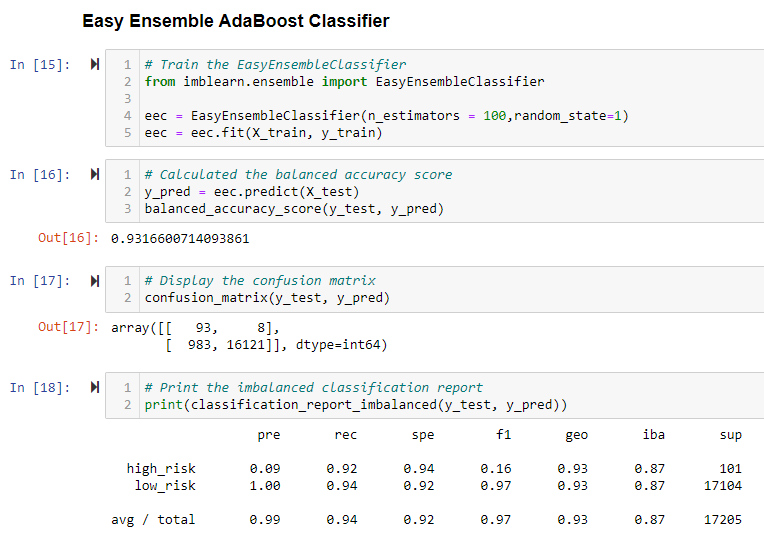 Easy Ensemble AdaBoost Classifier
In [15]: 1 # Train the EasyEnsembleClassifier
2 from imblearn.ensemble import EasyEnsembleClassifier
3
4 eec = EasyEnsembleClassifier(n_estimators = 100,random_state=1)
5 eec = eec.fit(X_train, y_train)
In [16]: 1 # Calculated the balanced accuracy score
2 y_pred = eec.predict(X_test)
3 balanced_accuracy_score(y_test, y_pred)
Out[16]: 0.9316600714093861
In [17]: 1 # Display the confusion matrix
2 confusion_matrix(y_test, y_pred)
Out[17]: array([[ 93, 8],
[ 983, 16121]], dtype=int64)
In [18]: 1 # Print the imbalanced classification report
2 print(classification_report_imbalanced(y_test, y_pred))
pre rec spe f1 geo iba sup
high_risk 0.09 0.92 0.94 0.16 0.93 0.87 101
low_risk 1.00 0.94 0.92 0.97 0.93 0.87 17104
avg / total 0.99 0.94 0.92 0.97 0.93 0.87 17205